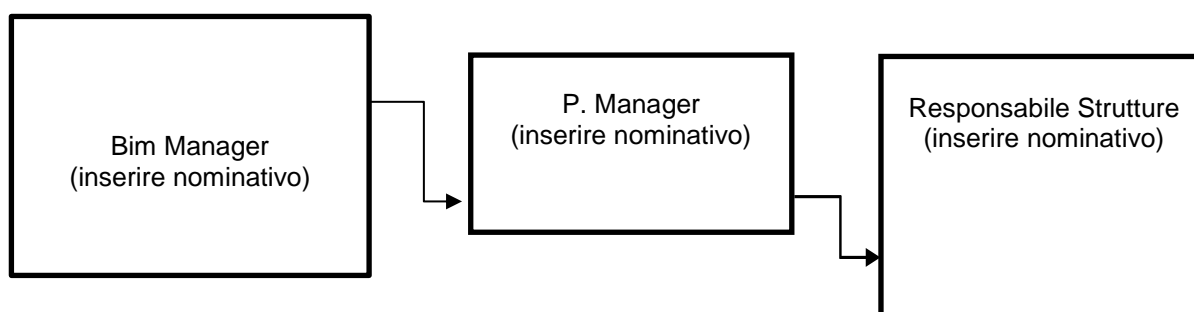 Bim Manager
(inserire nominativo)
P. Manager
(inserire nominativo)
Responsabile Strutture
(inserire nominativo)